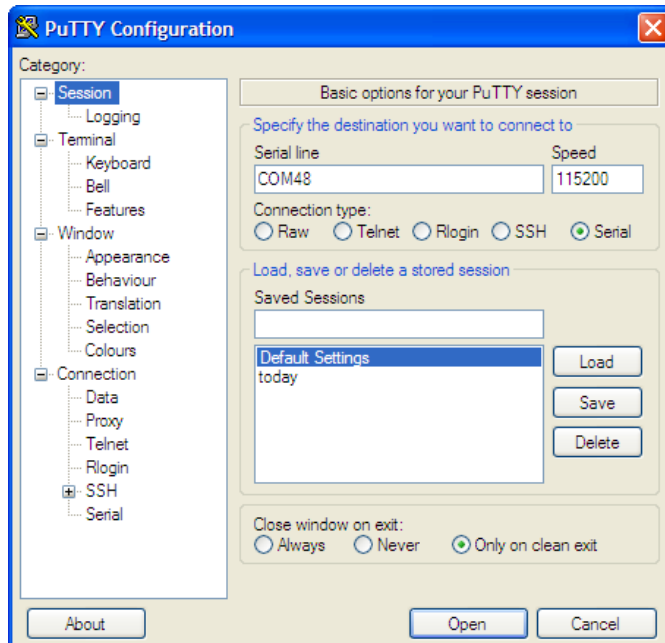 PuTTY Configuration
Category:
Session
Logging
Terminal
Keyboard
Bell
Features
Window
Appearance
Behaviour
Translation
Selection
Colours
Connection
Data
Proxy
Telnet
Rlogin
SSH
Serial
Basic options for your PuTTY session
Specify the destination you want to connect to
Serial line Speed
COM48 115200
Connection type:
Raw Telnet Rlogin SSH Serial
Load, save or delete a stored session
Saved Sessions
Default Settings
today
Load
Save
Delete
Close window on exit:
Always Never Only on clean exit
About Open Cancel